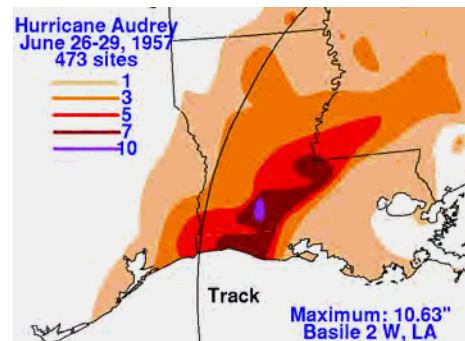 Hurricane Audrey
June 26-29, 1957
473 sites
1
3
5
7
10
Track
Maximum: 10.63"
Basile 2 W, LA